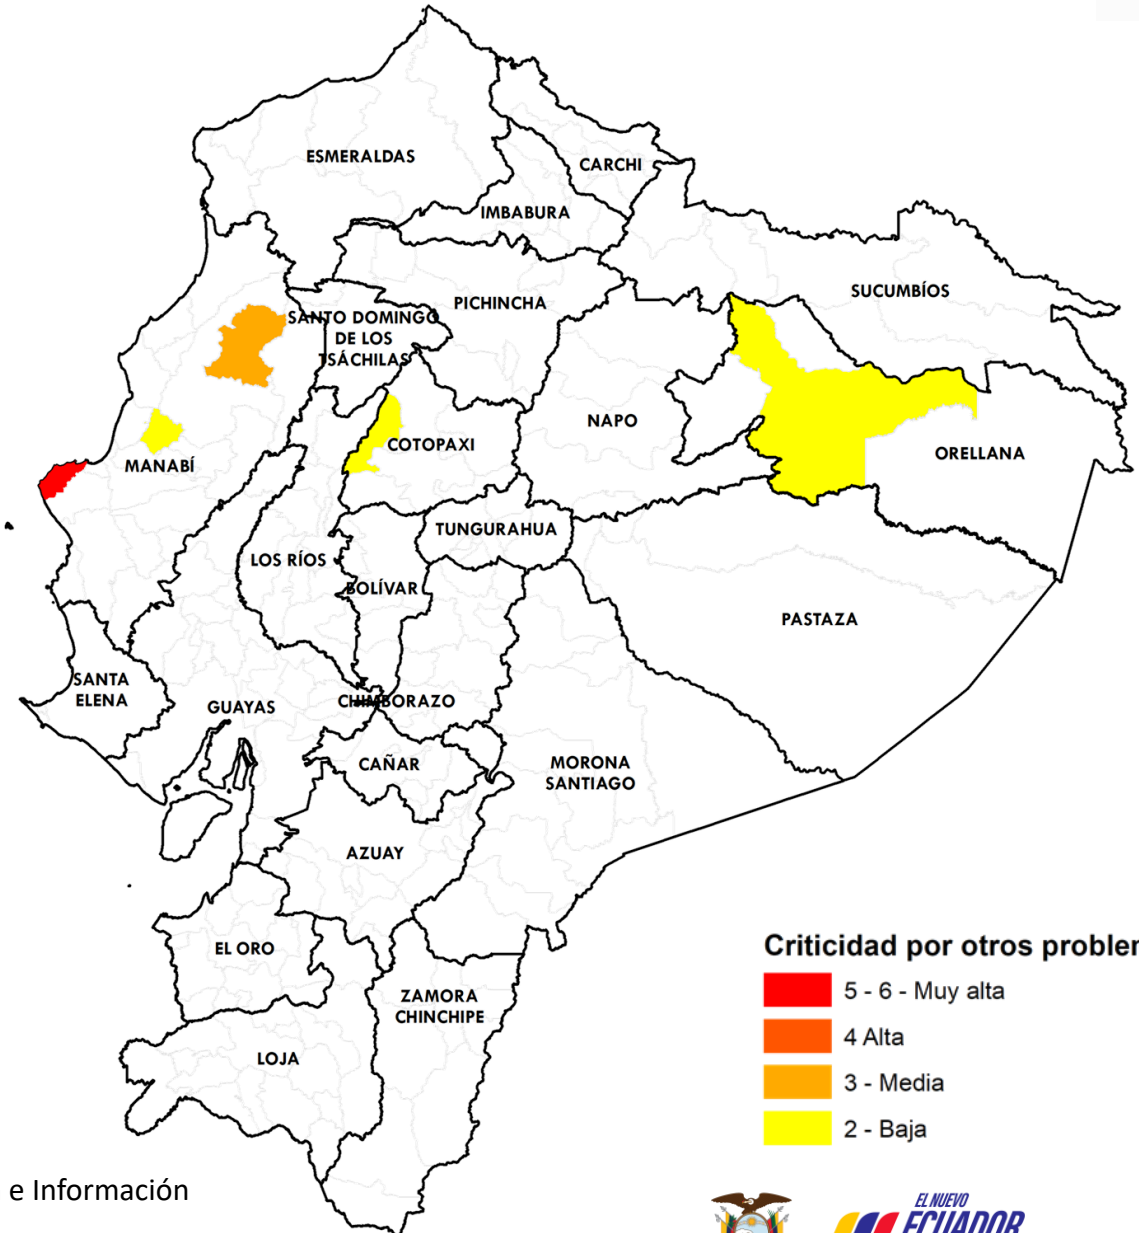 ESMERALDAS
CARCHI
IMBABURA
SUCUMBÍOS
PICHINCHA
SANTO DOMINGO
DE LOS
TSÁCHILAS
NAPO
COTOPAXI
ORELLANA
MANABÍ
TUNGURAHUA
LOS RÍOS
BOLÍVAR
PASTAZA
SANTA
ELENA
GUAYAS
CHIMBORAZO
CAÑAR
MORONA
SANTIAGO
AZUAY
EL ORO
ZAMORA
CHINCHIPE
LOJA
Criticidad por otros problem
5 - 6 - Muy alta
4 Alta
3 - Media
2 - Baja
e Información
EL NUEVO
ECUADOR